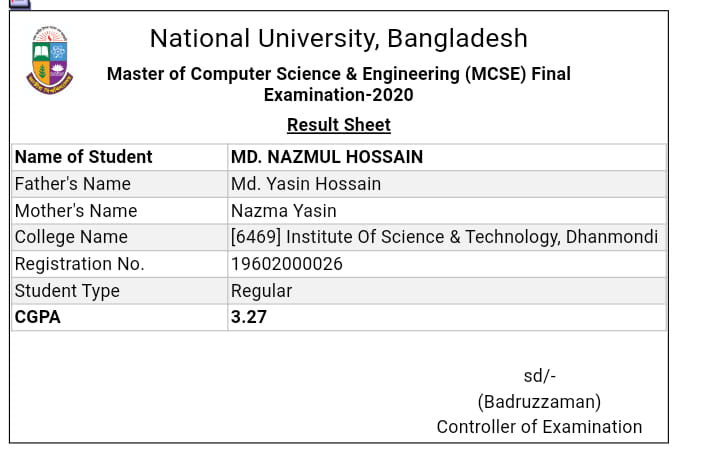 National University, Bangladesh
Master of Computer Science & Engineering (MCSE) Final
Examination-2020
Result Sheet
Name of Student MD. NAZMUL HOSSAIN
Father's Name Md. Yasin Hossain
Mother's Name Nazma Yasin
College Name [6469] Institute Of Science & Technology, Dhanmondi
Registration No. 19602000026
Student Type Regular
CGPA 3.27
sd/-
(Badruzzaman)
Controller of Examination